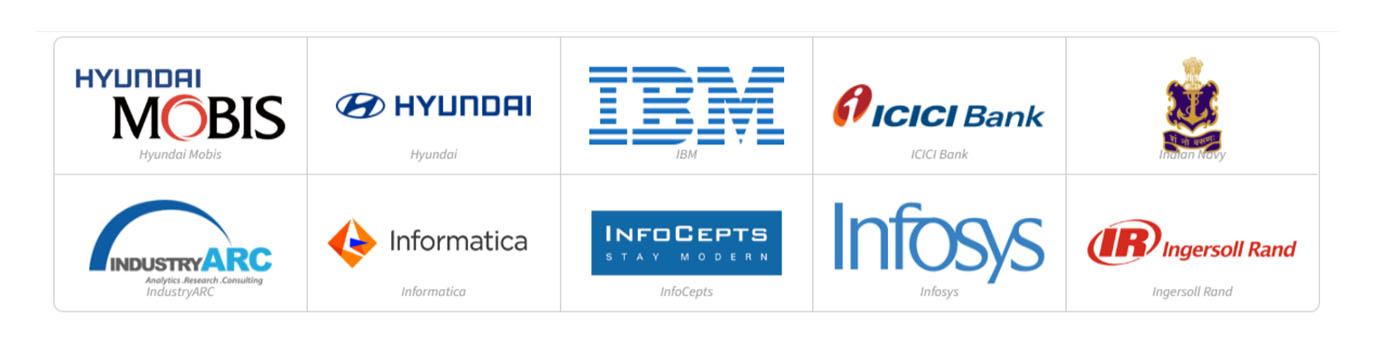 HYUNDAI
MOBIS
Hyundai Mobis
HYUNDAI
Hyundai
IBM
IBM
i ICICI Bank
ICICI Bank
शं नो वरुणः
Indian Navy
INDUSTRYARC
Analytics.Research.Consulting
IndustryARC
Informatica
Informatica
INFOCEPTS
STAY MODERN
InfoCepts
Infosys
Infosys
IR Ingersoll Rand
Ingersoll Rand